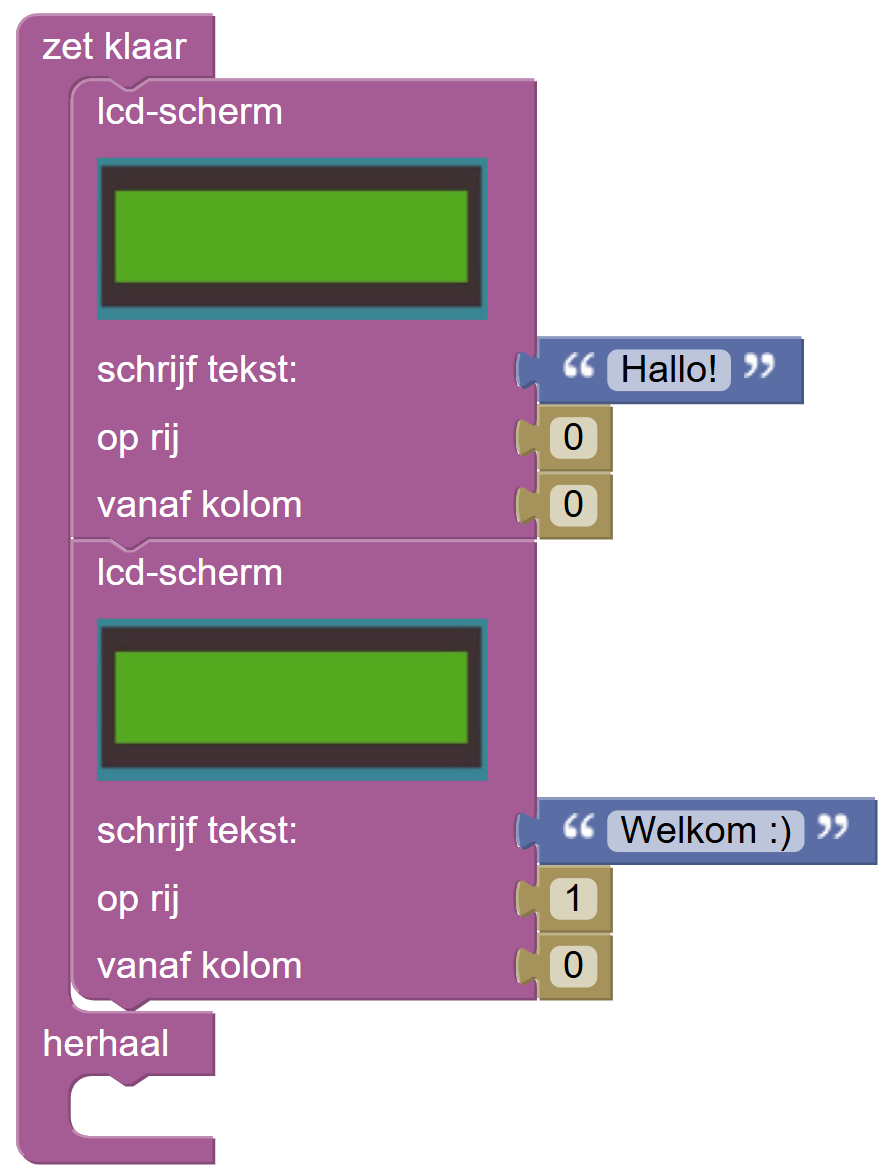 zet klaar
lcd-scherm
schrijf tekst: “ Hallo! ”
op rij 0
vanaf kolom 0
lcd-scherm
schrijf tekst: “ Welkom :) ”
op rij 1
vanaf kolom 0
herhaal